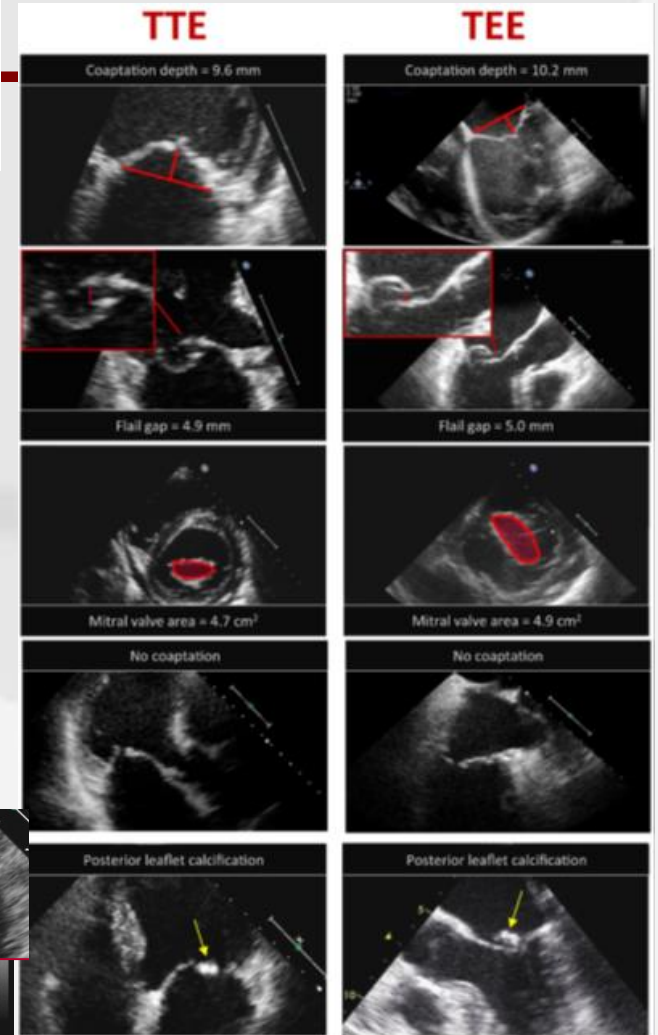 TTE
TEE
Coaptation depth = 9.6 mm
Coaptation depth = 10.2 mm
Flail gap = 4.9 mm
Flail gap = 5.0 mm
Mitral valve area = 4.7 cm²
Mitral valve area = 4.9 cm²
No coaptation
No coaptation
Posterior leaflet calcification
Posterior leaflet calcification
5
10